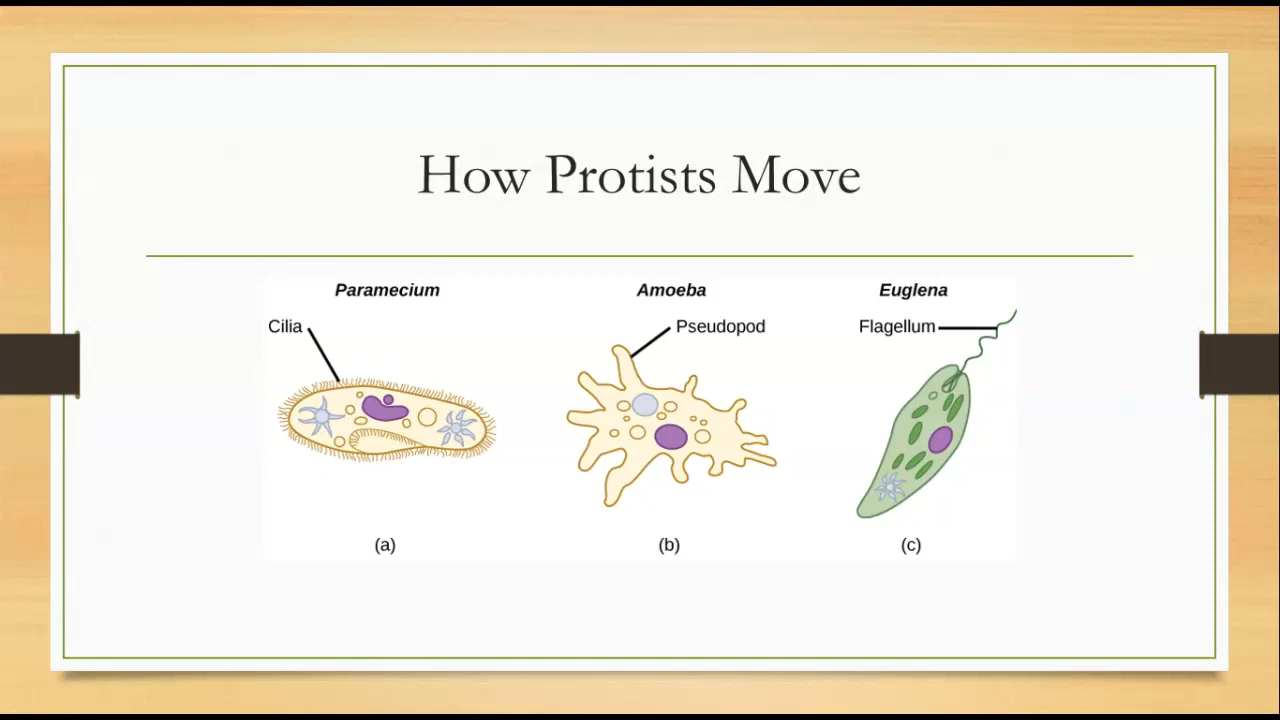 How Protists Move
Paramecium
Amoeba
Euglena
Cilia
Pseudopod
Flagellum
(a)
(b)
(c)